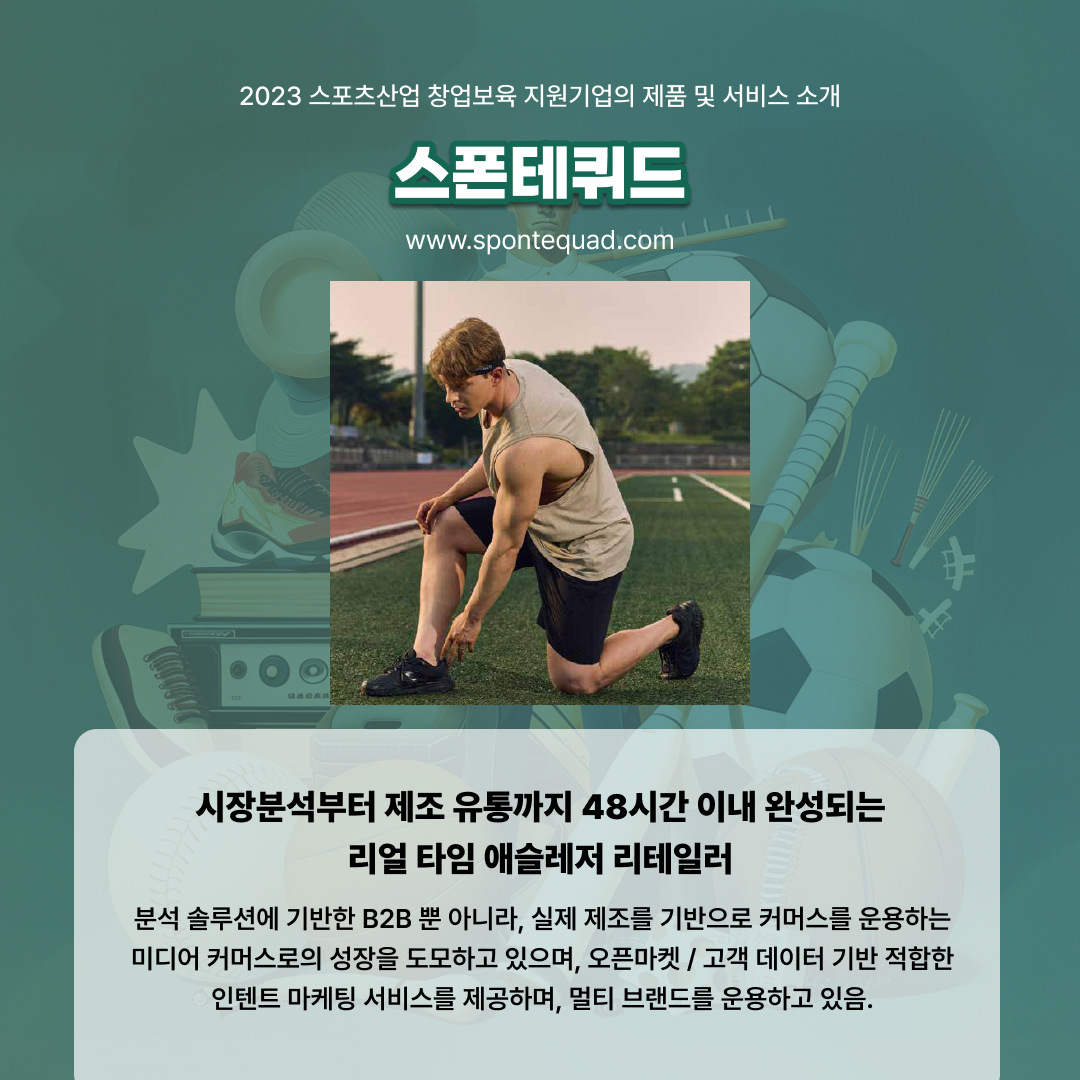 2023 스포츠산업 창업보육 지원기업의 제품 및 서비스 소개
스폰테쿼드
www.spontequad.com
시장분석부터 제조 유통까지 48시간 이내 완성되는
리얼 타임 애슬레저 리테일러
분석 솔루션에 기반한 B2B 뿐 아니라, 실제 제조를 기반으로 커머스를 운용하는
미디어 커머스로의 성장을 도모하고 있으며, 오픈마켓 / 고객 데이터 기반 적합한
인텐트 마케팅 서비스를 제공하며, 멀티 브랜드를 운용하고 있음.